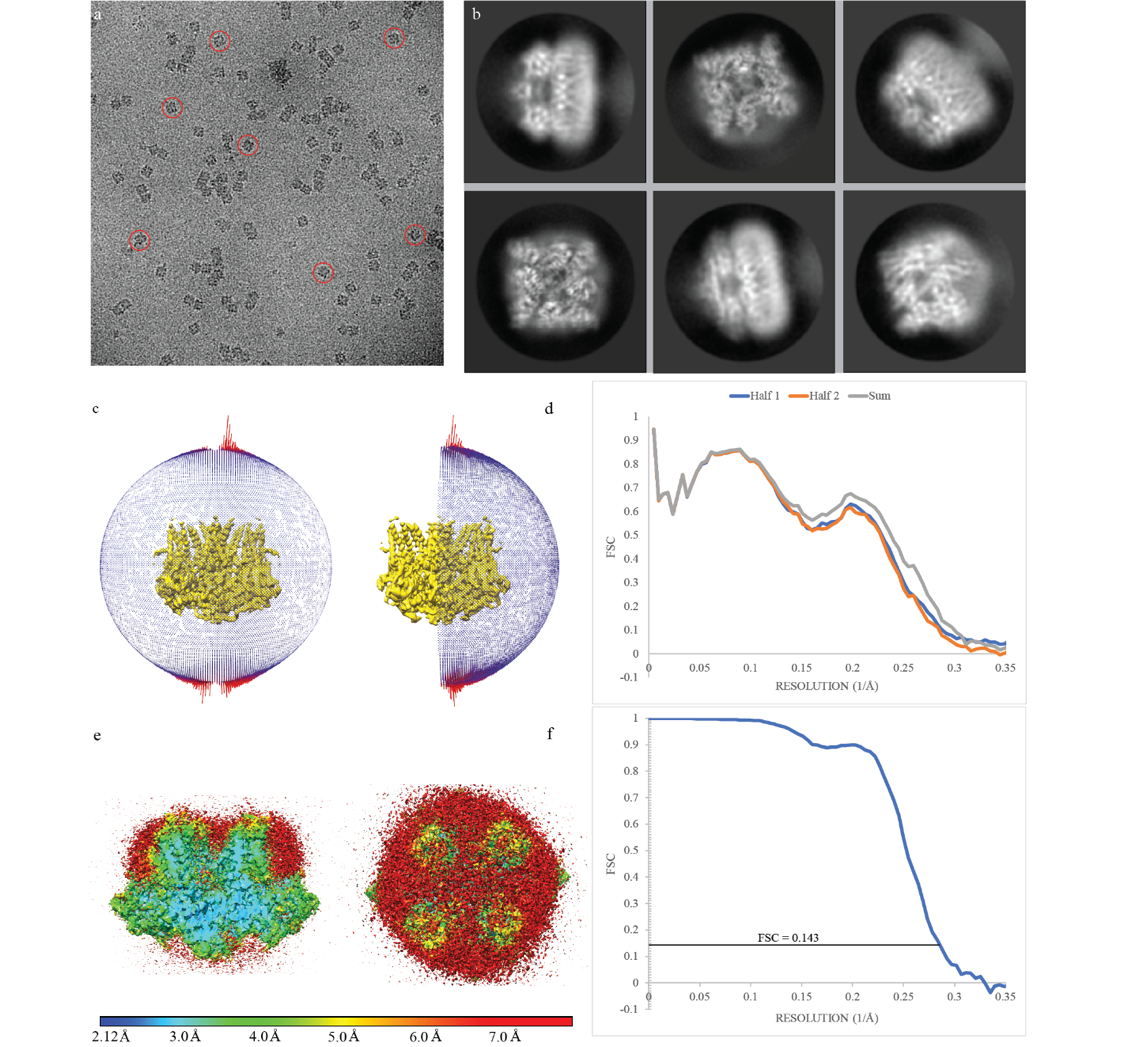 a
b
c
d
Half 1 Half 2 Sum
1
0.9
0.8
0.7
0.6
0.5
0.4
0.3
0.2
0.1
0
-0.1
FSC
0 0.05 0.1 0.15 0.2 0.25 0.3 0.35
RESOLUTION (1/Å)
e
f
1
0.9
0.8
0.7
0.6
0.5
0.4
0.3
0.2
0.1
0
-0.1
FSC
FSC = 0.143
0 0.05 0.1 0.15 0.2 0.25 0.3 0.35
RESOLUTION (1/Å)
2.12 Å 3.0 Å 4.0 Å 5.0 Å 6.0 Å 7.0 Å